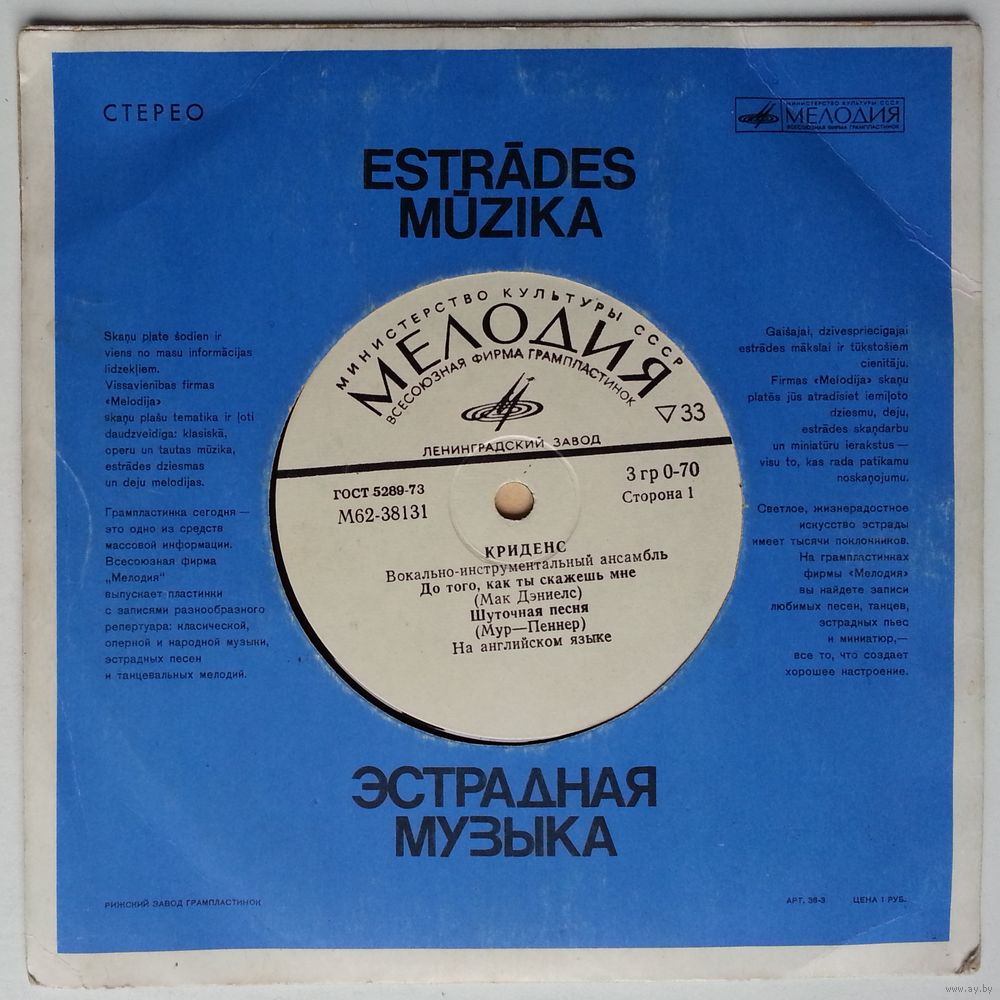 СТЕРЕО
МИНИСТЕРСТВО КУЛЬТУРЫ СССР
МЕЛОДИЯ
ВСЕСОЮЗНАЯ ФИРМА ГРАМПЛАСТИНОК
ESTRĀDES
MŪZIKA
Skaņu plate šodien ir
viens no masu informācijas
līdzekļiem.
Vissavienības firmas
«Melodija»
skaņu plašu tematika ir ļoti
daudzveidīga: klasiskā,
operu un tautas mūzika,
estrādes dziesmas
un deju melodijas.
Грампластинка сегодня —
это одно из средств
массовой информации.
Всесоюзная фирма
„Мелодия"
выпускает пластинки
с записями разнообразного
репертуара: класической,
оперной и народной музыки,
эстрадных песен
и танцевальных мелодий.
МИНИСТЕРСТВО КУЛЬТУРЫ СССР
МЕЛОДИЯ
ВСЕСОЮЗНАЯ ФИРМА ГРАМПЛАСТИНОК
▽33
ЛЕНИНГРАДСКИЙ ЗАВОД
ГОСТ 5289-73
М62-38131
3 гр 0-70
Сторона 1
КРИДЕНС
Вокально-инструментальный ансамбль
До того, как ты скажешь мне
(Мак Дэниелс)
Шуточная песня
(Мур—Пеннер)
На английском языке
Gaišajai, dzīvespriecīgajai
estrādes mākslai ir tūkstošiem
cienītāju.
Firmas «Melodija» skaņu
platēs jūs atradīsiet iemīļoto
dziesmu, deju,
estrādes skaņdarbu
un miniatūru ierakstus —
visu to, kas rada patīkamu
noskaņojumu.
Светлое, жизнерадостное
искусство эстрады
имеет тысячи поклонников.
На грампластинках
фирмы «Мелодия»
вы найдете записи
любимых песен, танцев,
эстрадных пьес
и миниатюр,—
все то, что создает
хорошее настроение.
ЭСТРАДНАЯ
МУЗЫКА
РИЖСКИЙ ЗАВОД ГРАМПЛАСТИНОК
АРТ. 36-3 ЦЕНА 1 РУБ.
www.ay.by